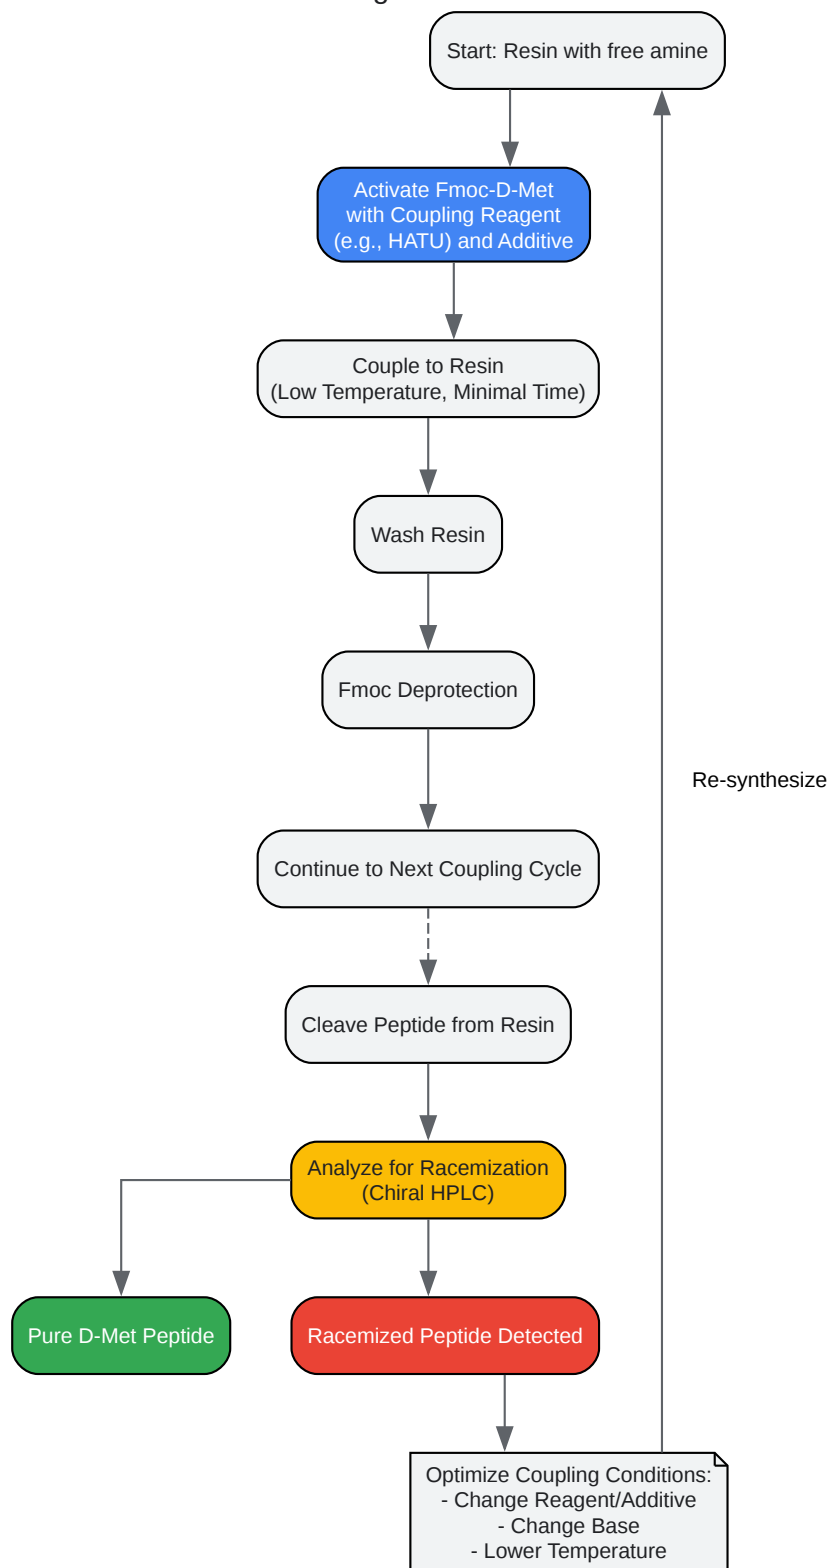 Start: Resin with free amine
Activate Fmoc-D-Met
with Coupling Reagent
(e.g., HATU) and Additive
Couple to Resin
(Low Temperature, Minimal Time)
Wash Resin
Fmoc Deprotection
Re-synthesize
Continue to Next Coupling Cycle
Cleave Peptide from Resin
Analyze for Racemization
(Chiral HPLC)
Pure D-Met Peptide
Racemized Peptide Detected
Optimize Coupling Conditions:
- Change Reagent/Additive
- Change Base
- Lower Temperature